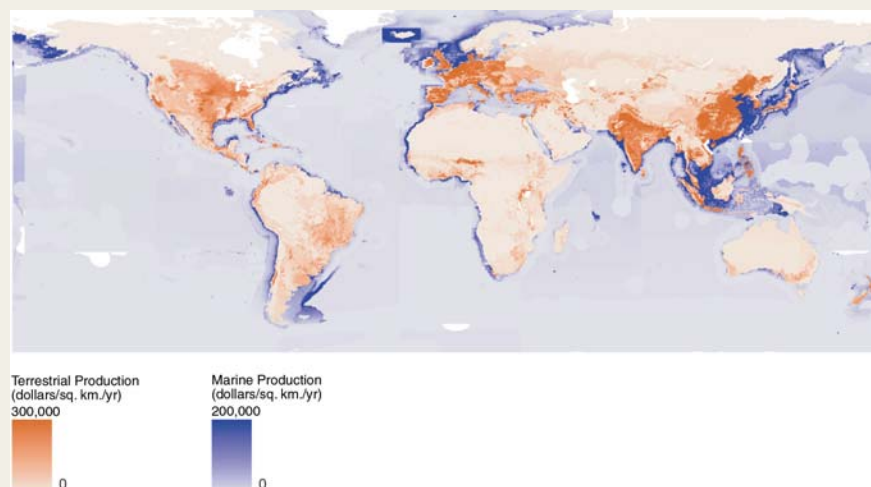 Terrestrial Production
(dollars/sq. km./yr)
300,000
0
Marine Production
(dollars/sq. km./yr)
200,000
0